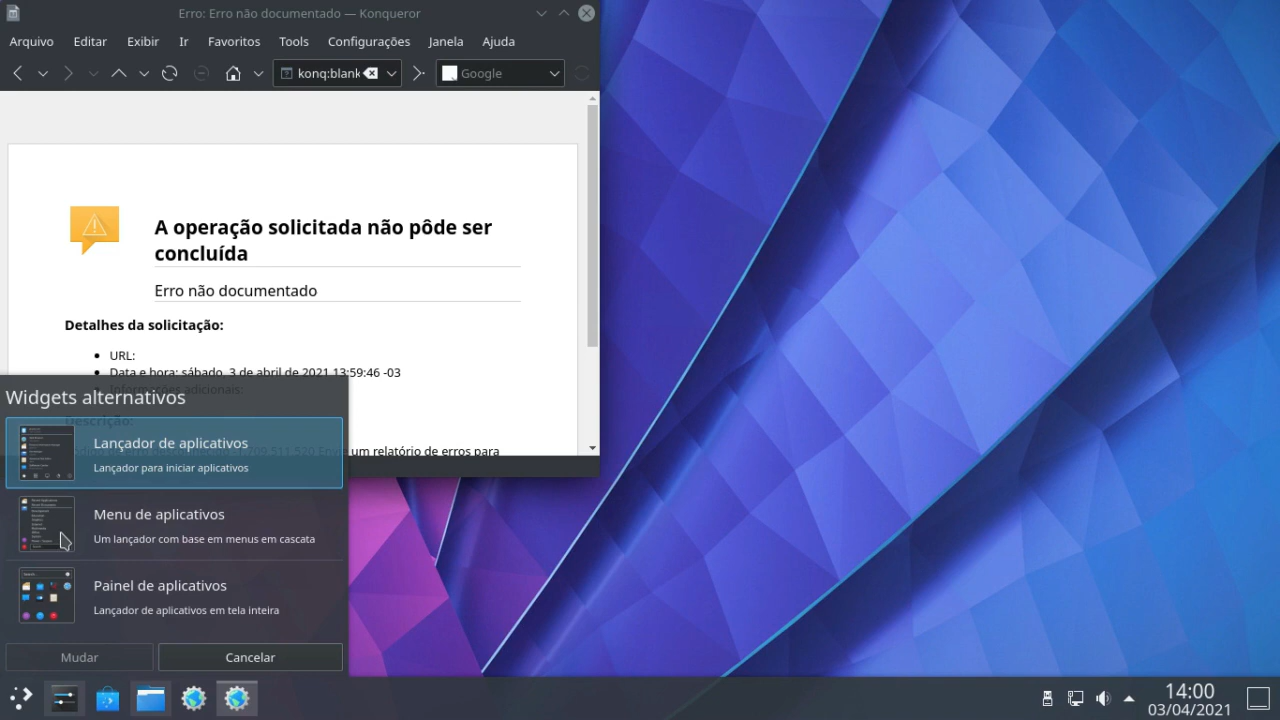 Erro: Erro não documentado — Konqueror
Arquivo Editar Exibir Ir Favoritos Tools Configurações Janela Ajuda
konq:blank Google
A operação solicitada não pôde ser
concluída
Erro não documentado
Detalhes da solicitação:
URL:
Data e hora: sábado, 3 de abril de 2021 13:59:46 -03
Informações adicionais:
Descrição:
um relatório de erros para
Widgets alternativos
Lançador de aplicativos
Lançador para iniciar aplicativos
Menu de aplicativos
Um lançador com base em menus em cascata
Painel de aplicativos
Lançador de aplicativos em tela inteira
Mudar Cancelar
14:00
03/04/2021